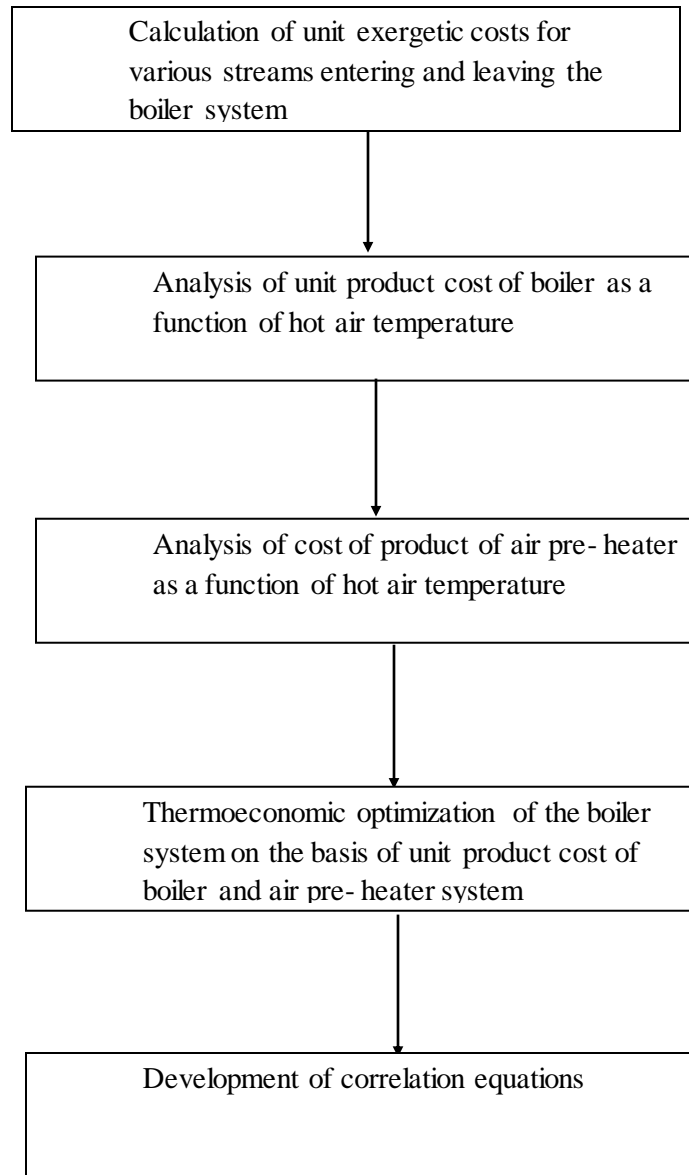 Calculation of unit exergetic costs for
various streams entering and leaving the
boiler system
Analysis of unit product cost of boiler as a
function of hot air temperature
Analysis of cost of product of air pre- heater
as a function of hot air temperature
Thermoeconomic optimization of the boiler
system on the basis of unit product cost of
boiler and air pre- heater system
Development of correlation equations